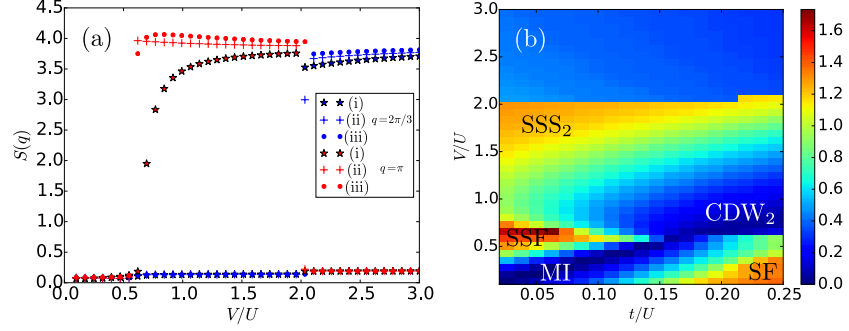 (a)
S(q)
4.5
4.0
3.5
3.0
2.5
2.0
1.5
1.0
0.5
0.0
0.0 0.5 1.0 1.5 2.0 2.5 3.0
V/U
(i)
(ii) q=2π/3
(iii)
(i)
(ii) q=π
(iii)
(b)
V/U
3.0
2.5
2.0
1.5
1.0
0.5
SSS₂
CDW₂
SSF
MI
SF
0.05 0.10 0.15 0.20 0.25
t/U
1.6
1.4
1.2
1.0
0.8
0.6
0.4
0.2
0.0